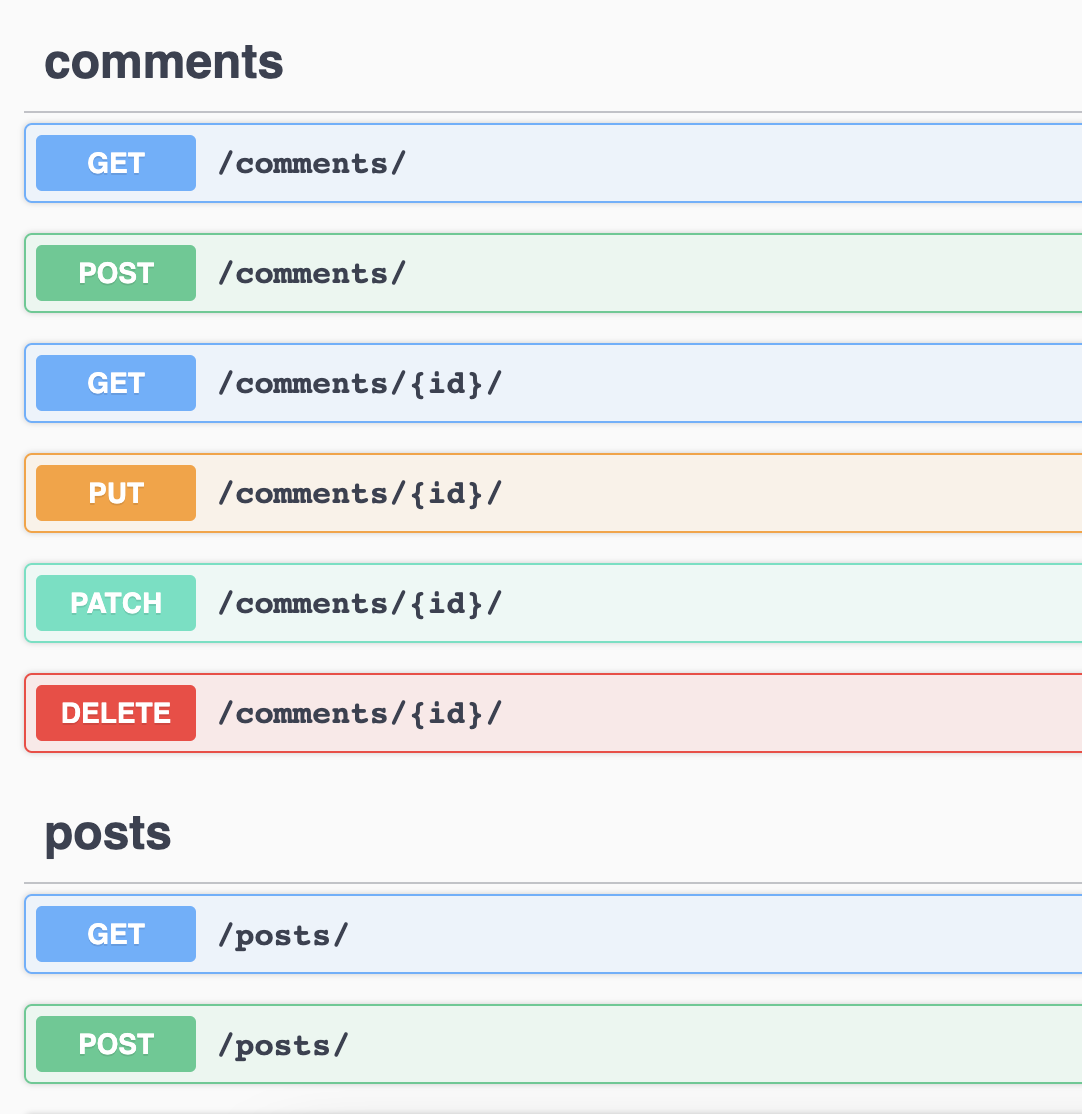 comments
GET /comments/
POST /comments/
GET /comments/{id}/
PUT /comments/{id}/
PATCH /comments/{id}/
DELETE /comments/{id}/
posts
GET /posts/
POST /posts/